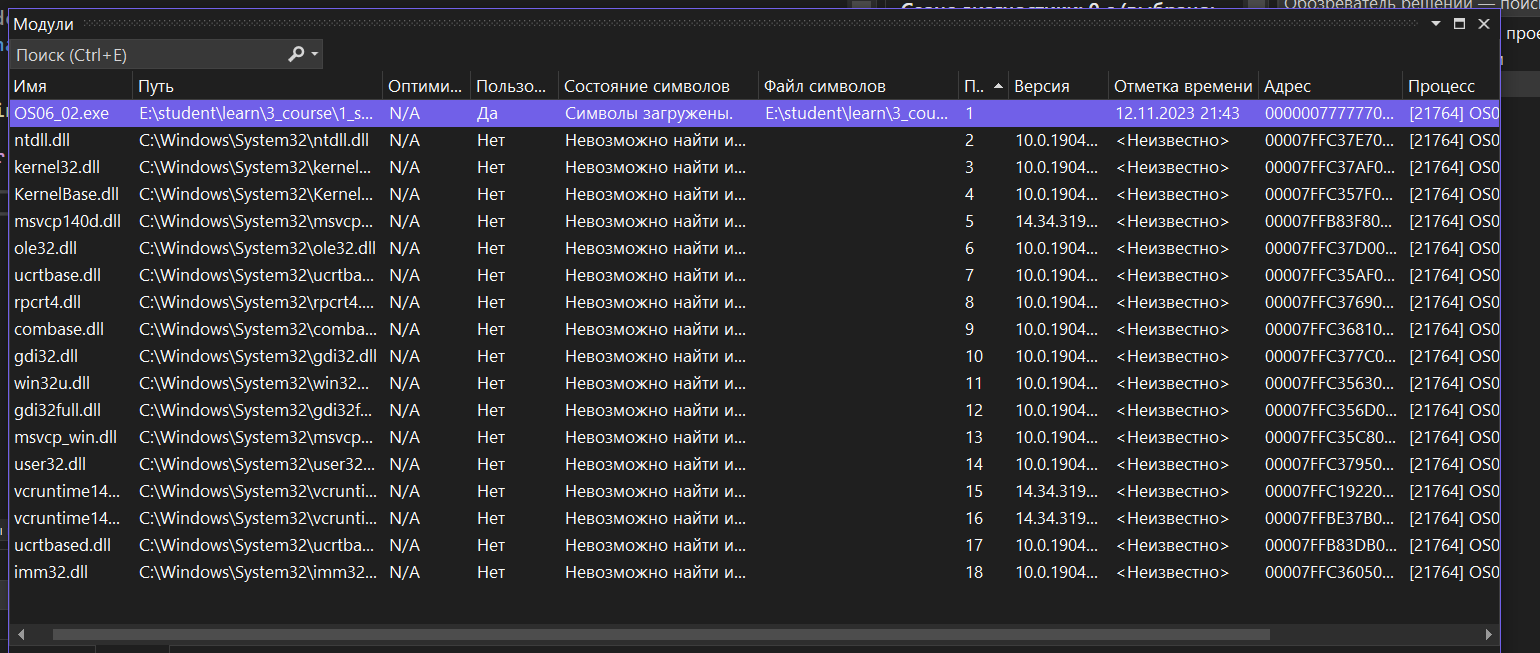 Обозреватель решений — поис
Модули
прое
Поиск (Ctrl+E)
Имя Путь Оптими... Пользо... Состояние символов Файл символов П.. Версия Отметка времени Адрес Процесс
OS06_02.exe E:\student\learn\3_course\1_s... N/A Да Символы загружены. E:\student\learn\3_cou... 1 12.11.2023 21:43 0000007777770... [21764] OS0
ntdll.dll C:\Windows\System32\ntdll.dll N/A Нет Невозможно найти и... 2 10.0.1904... <Неизвестно> 00007FFC37E70... [21764] OS0
kernel32.dll C:\Windows\System32\kernel... N/A Нет Невозможно найти и... 3 10.0.1904... <Неизвестно> 00007FFC37AF0... [21764] OS0
KernelBase.dll C:\Windows\System32\Kernel... N/A Нет Невозможно найти и... 4 10.0.1904... <Неизвестно> 00007FFC357F0... [21764] OS0
msvcp140d.dll C:\Windows\System32\msvcp... N/A Нет Невозможно найти и... 5 14.34.319... <Неизвестно> 00007FFB83F80... [21764] OS0
ole32.dll C:\Windows\System32\ole32.dll N/A Нет Невозможно найти и... 6 10.0.1904... <Неизвестно> 00007FFC37D00... [21764] OS0
ucrtbase.dll C:\Windows\System32\ucrtba... N/A Нет Невозможно найти и... 7 10.0.1904... <Неизвестно> 00007FFC35AF0... [21764] OS0
rpcrt4.dll C:\Windows\System32\rpcrt4.... N/A Нет Невозможно найти и... 8 10.0.1904... <Неизвестно> 00007FFC37690... [21764] OS0
combase.dll C:\Windows\System32\comba... N/A Нет Невозможно найти и... 9 10.0.1904... <Неизвестно> 00007FFC36810... [21764] OS0
gdi32.dll C:\Windows\System32\gdi32.dll N/A Нет Невозможно найти и... 10 10.0.1904... <Неизвестно> 00007FFC377C0... [21764] OS0
win32u.dll C:\Windows\System32\win32... N/A Нет Невозможно найти и... 11 10.0.1904... <Неизвестно> 00007FFC35630... [21764] OS0
gdi32full.dll C:\Windows\System32\gdi32f... N/A Нет Невозможно найти и... 12 10.0.1904... <Неизвестно> 00007FFC356D0... [21764] OS0
msvcp_win.dll C:\Windows\System32\msvcp... N/A Нет Невозможно найти и... 13 10.0.1904... <Неизвестно> 00007FFC35C80... [21764] OS0
user32.dll C:\Windows\System32\user32... N/A Нет Невозможно найти и... 14 10.0.1904... <Неизвестно> 00007FFC37950... [21764] OS0
vcruntime14... C:\Windows\System32\vcrunti... N/A Нет Невозможно найти и... 15 14.34.319... <Неизвестно> 00007FFC19220... [21764] OS0
vcruntime14... C:\Windows\System32\vcrunti... N/A Нет Невозможно найти и... 16 14.34.319... <Неизвестно> 00007FFBE37B0... [21764] OS0
ucrtbased.dll C:\Windows\System32\ucrtba... N/A Нет Невозможно найти и... 17 10.0.1904... <Неизвестно> 00007FFB83DB0... [21764] OS0
imm32.dll C:\Windows\System32\imm32... N/A Нет Невозможно найти и... 18 10.0.1904... <Неизвестно> 00007FFC36050... [21764] OS0